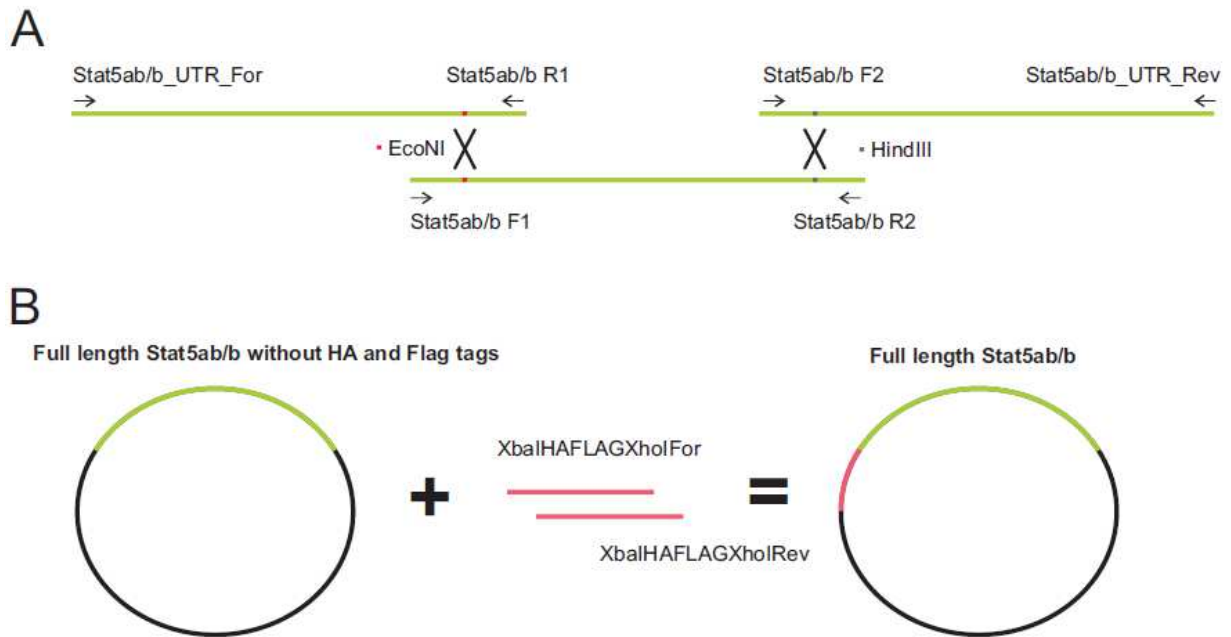 A
Stat5ab/b_UTR_For
Stat5ab/b R1
Stat5ab/b F2
Stat5ab/b_UTR_Rev
EcoNI
HindIII
Stat5ab/b F1
Stat5ab/b R2
B
Full length Stat5ab/b without HA and Flag tags
Full length Stat5ab/b
XbaIHAFLAGXhoIFor
+
=
XbaIHAFLAGXhoIRev